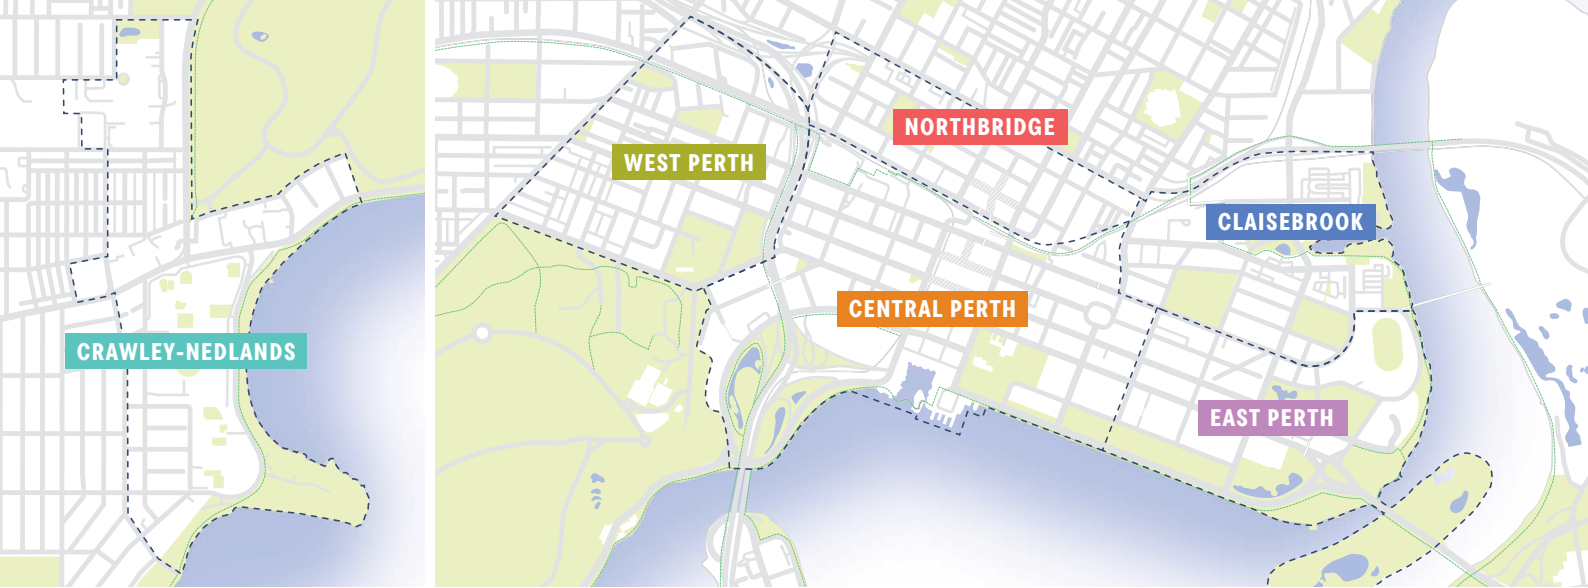 NORTHBRIDGE
WEST PERTH
CLAISEBROOK
CENTRAL PERTH
CRAWLEY-NEDLANDS
EAST PERTH